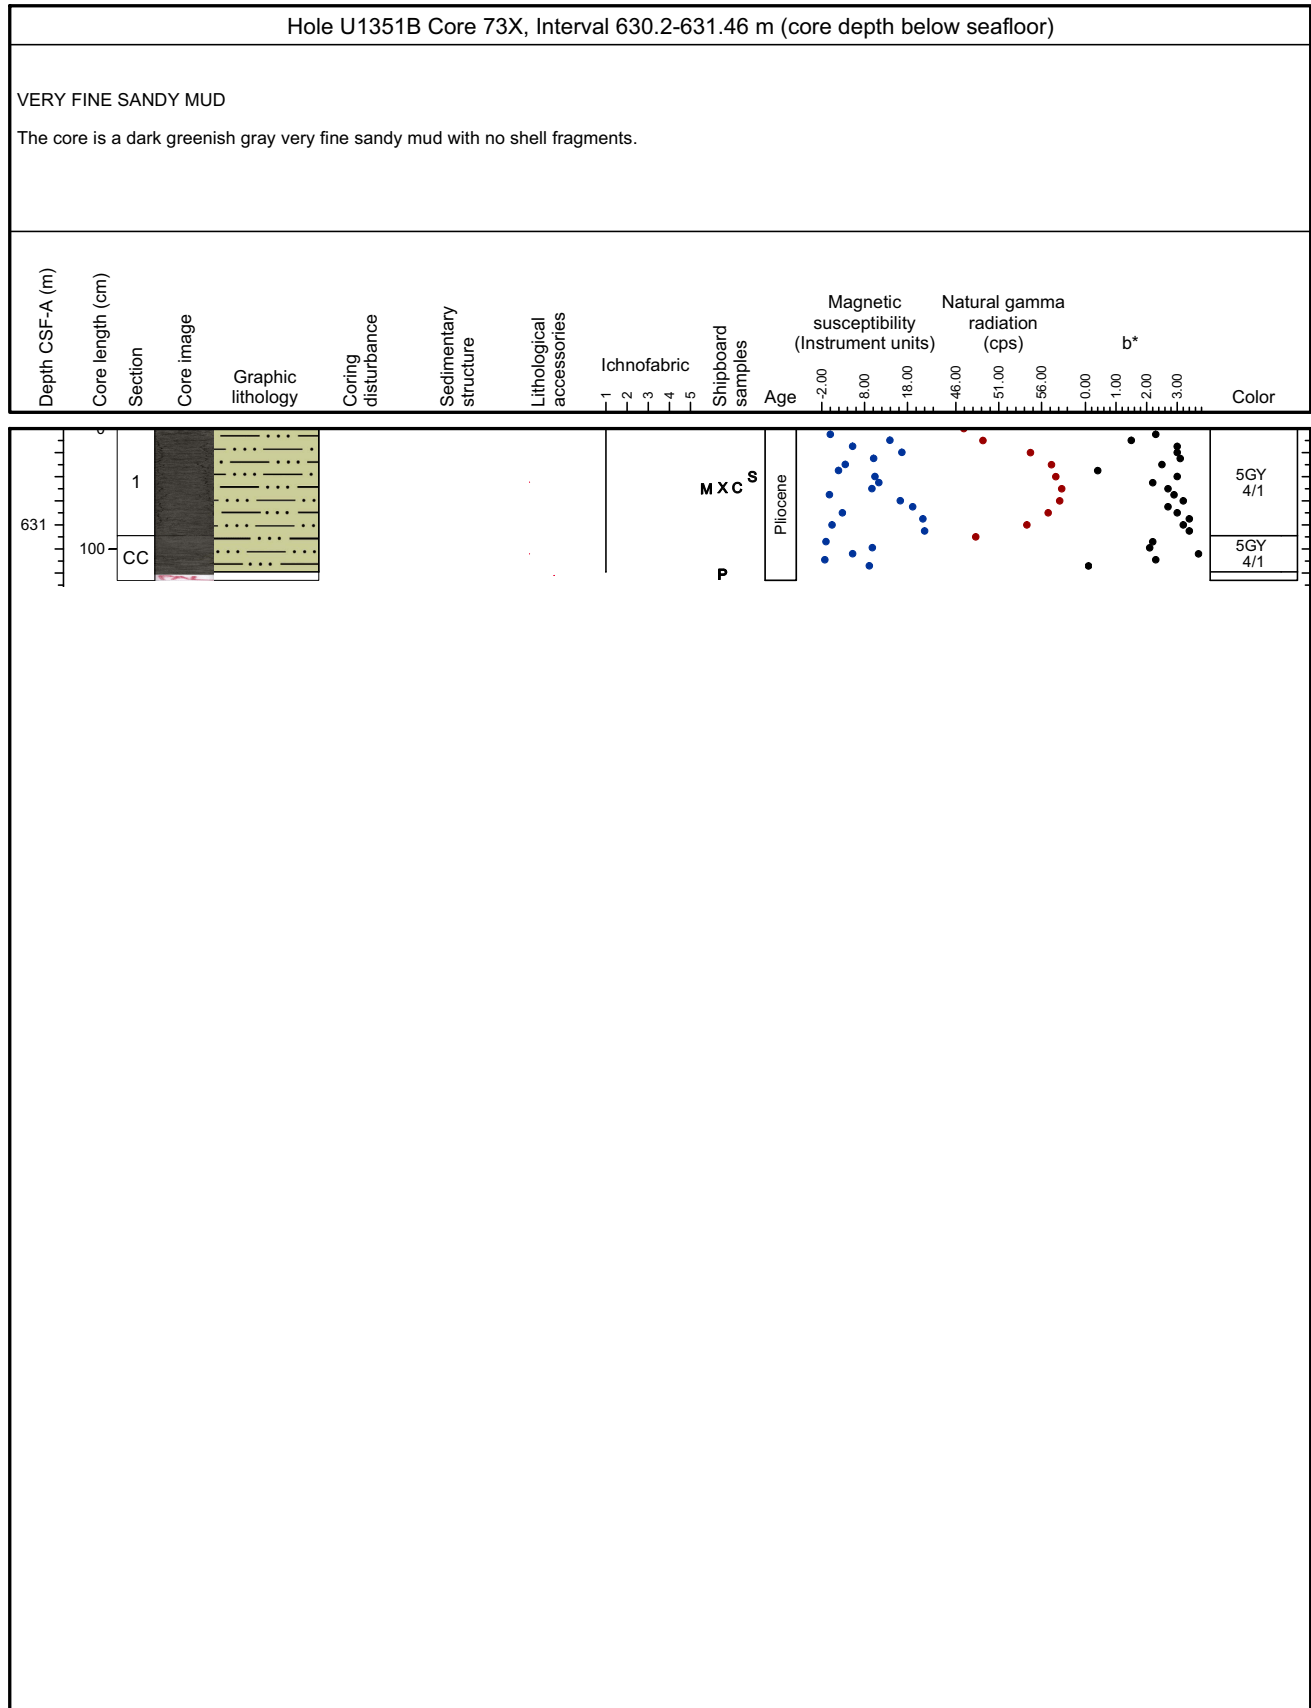 Hole U1351B Core 73X, Interval 630.2-631.46 m (core depth below seafloor)
VERY FINE SANDY MUD
The core is a dark greenish gray very fine sandy mud with no shell fragments.
Depth CSF-A (m)
Core length (cm)
Section
Core image
Graphic
lithology
Coring
disturbance
Sedimentary
structure
Lithological
accessories
Ichnofabric
1 2 3 4 5
Shipboard
samples
Age
Magnetic
susceptibility
(Instrument units)
-2.00 8.00 18.00
Natural gamma
radiation
(cps)
46.00 51.00 56.00
b*
0.00 1.00 2.00 3.00
Color
0
1
S
M X C
Pliocene
5GY
4/1
631
100
CC
5GY
4/1
P